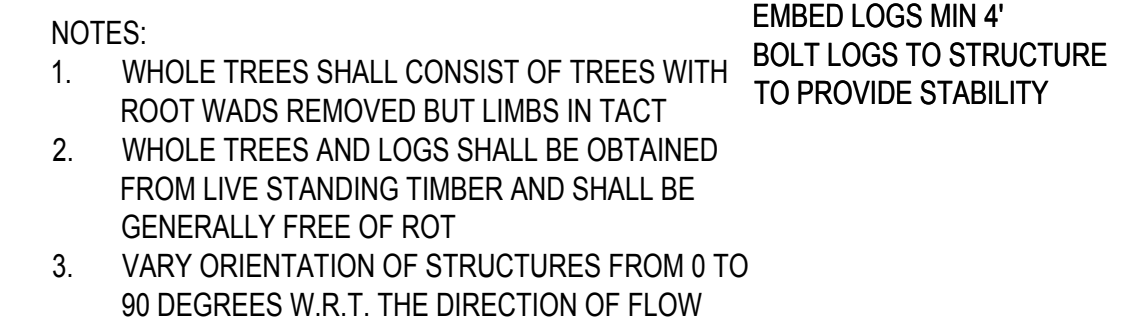 NOTES:
1. WHOLE TREES SHALL CONSIST OF TREES WITH
ROOT WADS REMOVED BUT LIMBS IN TACT
2. WHOLE TREES AND LOGS SHALL BE OBTAINED
FROM LIVE STANDING TIMBER AND SHALL BE
GENERALLY FREE OF ROT
3. VARY ORIENTATION OF STRUCTURES FROM 0 TO
90 DEGREES W.R.T. THE DIRECTION OF FLOW
EMBED LOGS MIN 4'
BOLT LOGS TO STRUCTURE
TO PROVIDE STABILITY